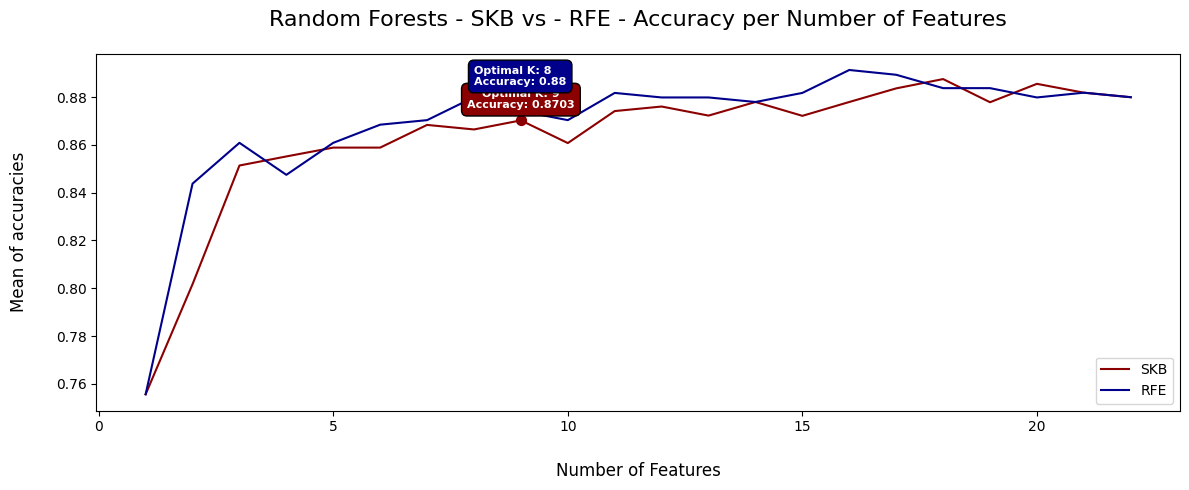 Random Forests - SKB vs - RFE - Accuracy per Number of Features
Mean of accuracies
0.88
0.86
0.84
0.82
0.80
0.78
0.76
Optimal K: 8
Accuracy: 0.88
Optimal K: 9
Accuracy: 0.8703
SKB
RFE
0
5
10
15
20
Number of Features